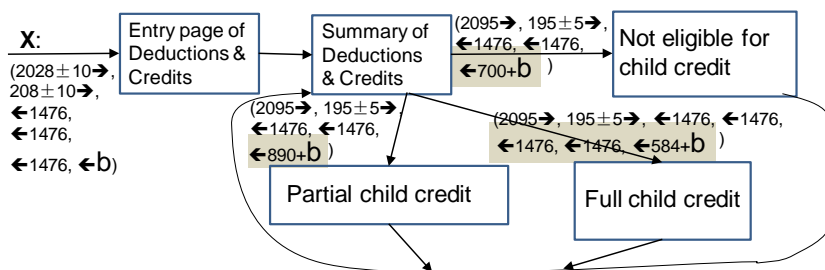 X:
(2028±10➔,
208±10➔,
←1476,
←1476,
←1476, ←b)
Entry page of
Deductions &
Credits
Summary of
Deductions
& Credits
(2095➔, 195±5➔,
←1476, ←1476,
←700+b )
Not eligible for
child credit
(2095➔, 195±5➔,
←1476, ←1476,
←890+b )
(2095➔, 195±5➔, ←1476, ←1476,
←1476, ←1476, ←584+b )
Partial child credit
Full child credit